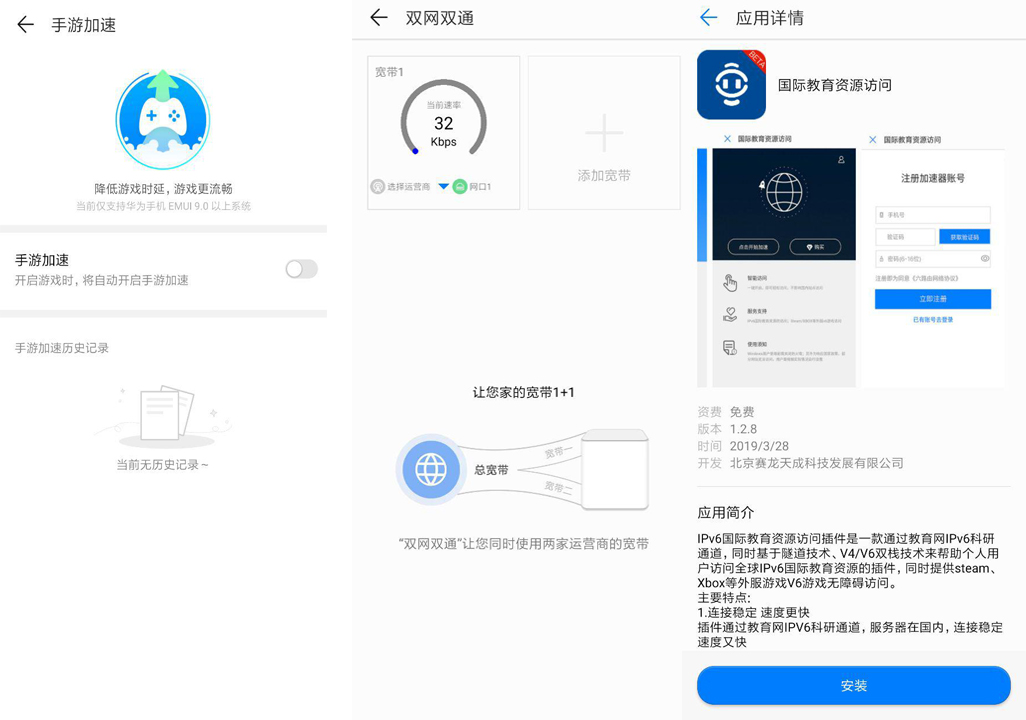 手游加速
降低游戏时延，游戏更流畅
当前仅支持华为手机 EMUI 9.0 以上系统
手游加速
开启游戏时，将自动开启手游加速
手游加速历史记录
当前无历史记录～
双网双通
宽带1
当前速率
32
Kbps
选择运营商
网口1
添加宽带
让您家的宽带1+1
总宽带
宽带一
宽带二
“双网双通”让您同时使用两家运营商的宽带
应用详情
BETA
国际教育资源访问
国际教育资源访问
点击开始加速
购买
智能访问
服务支持
使用须知
国际教育资源访问
注册加速器账号
手机号
验证码
获取验证码
密码(6-16位)
注册即为同意《六路由网络协议》
立即注册
已有账号去登录
资费 免费
版本 1.2.8
时间 2019/3/28
开发 北京赛龙天成科技发展有限公司
应用简介
IPv6国际教育资源访问插件是一款通过教育网IPv6科研
通道，同时基于隧道技术、V4/V6双栈技术来帮助个人用
户访问全球IPv6国际教育资源的插件，同时提供steam、
Xbox等外服游戏V6游戏无障碍访问。
主要特点：
1.连接稳定 速度更快
插件通过教育网IPV6科研通道，服务器在国内，连接稳定
速度又快
安装